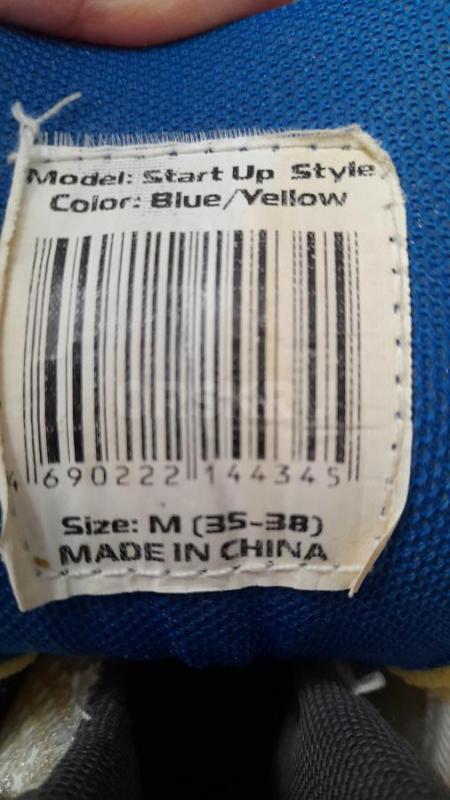 Model: Start Up Style
Color: Blue/Yellow
4 690222 144345
Size: M (35-38)
MADE IN CHINA